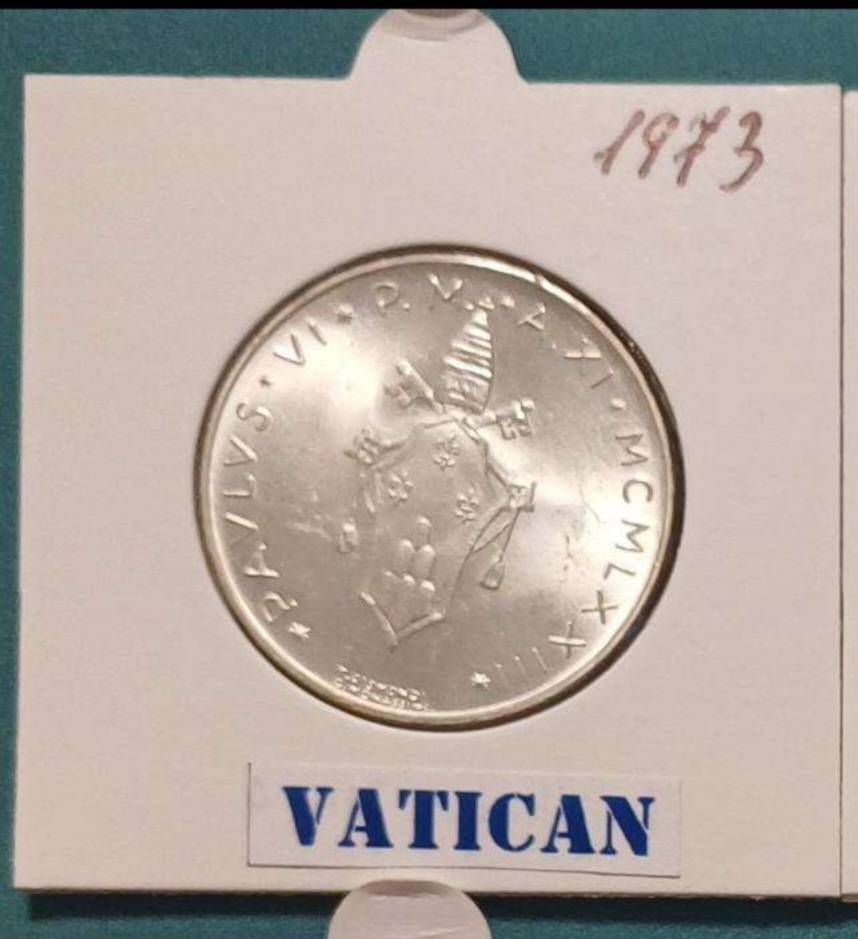 1973
PAVLVS · VI * P. M. * A. XI · MCMLXXIII *
VATICAN